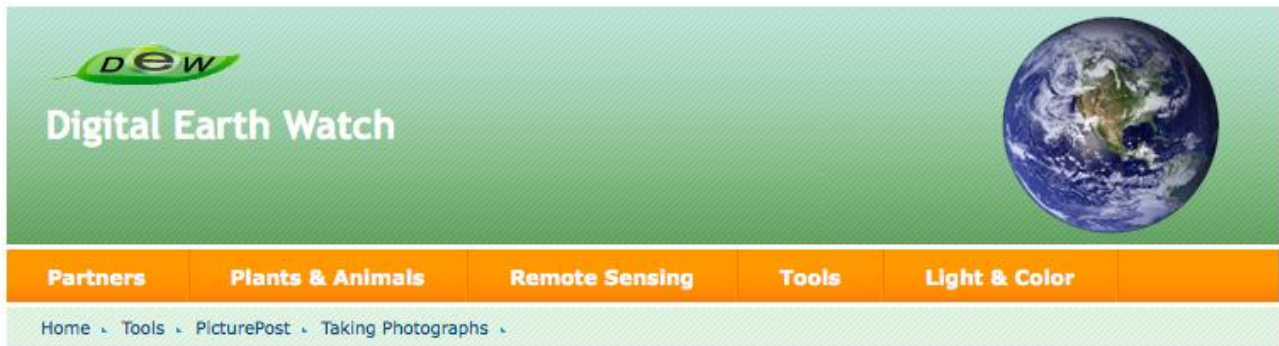 DeW
Digital Earth Watch
Partners Plants & Animals Remote Sensing Tools Light & Color
Home Tools PicturePost Taking Photographs